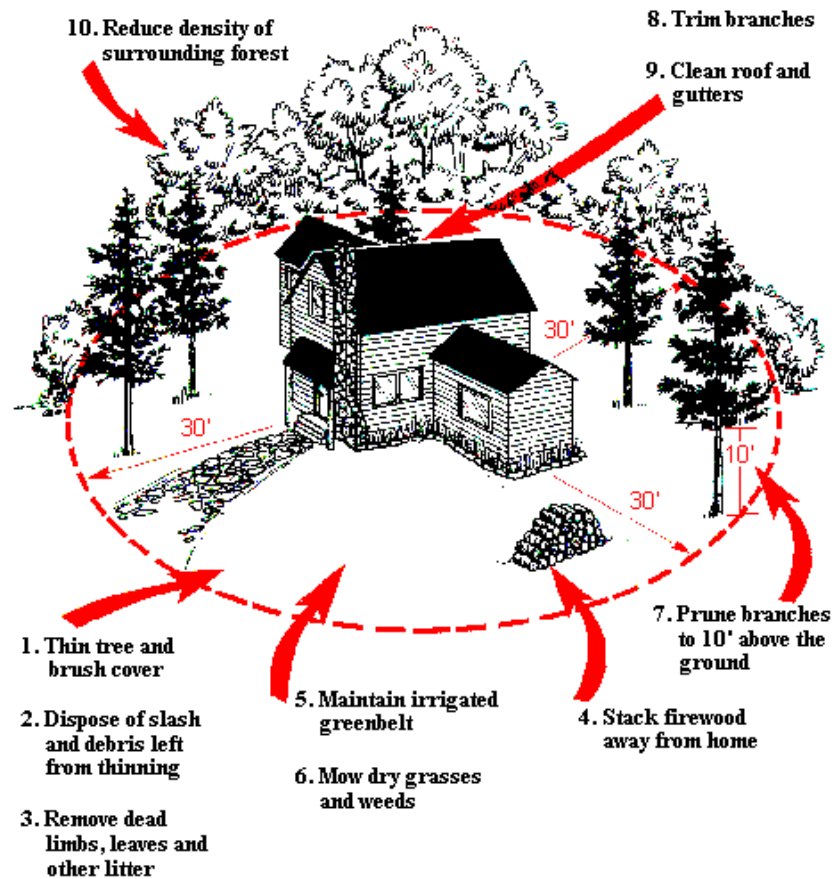 10. Reduce density of
surrounding forest
8. Trim branches
9. Clean roof and
gutters
30'
30'
30'
10'
1. Thin tree and
brush cover
2. Dispose of slash
and debris left
from thinning
3. Remove dead
limbs, leaves and
other litter
5. Maintain irrigated
greenbelt
6. Mow dry grasses
and weeds
4. Stack firewood
away from home
7. Prune branches
to 10' above the
ground